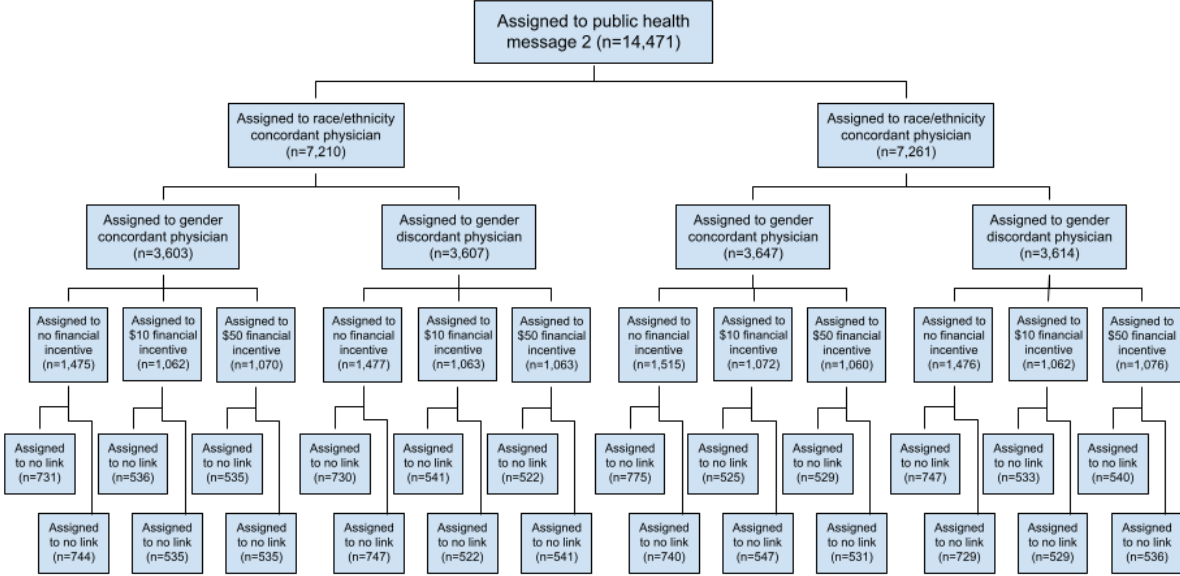 Assigned to public health
message 2 (n=14,471)
Assigned to race/ethnicity
concordant physician
(n=7,210)
Assigned to race/ethnicity
concordant physician
(n=7,261)
Assigned to gender
concordant physician
(n=3,603)
Assigned to gender
discordant physician
(n=3,607)
Assigned to gender
concordant physician
(n=3,647)
Assigned to gender
discordant physician
(n=3,614)
Assigned to
no financial
incentive
(n=1,475)
Assigned to
$10 financial
incentive
(n=1,062)
Assigned to
$50 financial
incentive
(n=1,070)
Assigned to
no financial
incentive
(n=1,477)
Assigned to
$10 financial
incentive
(n=1,063)
Assigned to
$50 financial
incentive
(n=1,063)
Assigned to
no financial
incentive
(n=1,515)
Assigned to
$10 financial
incentive
(n=1,072)
Assigned to
$50 financial
incentive
(n=1,060)
Assigned to
no financial
incentive
(n=1,476)
Assigned to
$10 financial
incentive
(n=1,062)
Assigned to
$50 financial
incentive
(n=1,076)
Assigned
to no link
(n=731)
Assigned
to no link
(n=536)
Assigned
to no link
(n=535)
Assigned
to no link
(n=730)
Assigned
to no link
(n=541)
Assigned
to no link
(n=522)
Assigned
to no link
(n=775)
Assigned
to no link
(n=525)
Assigned
to no link
(n=529)
Assigned
to no link
(n=747)
Assigned
to no link
(n=533)
Assigned
to no link
(n=540)
Assigned
to no link
(n=744)
Assigned
to no link
(n=535)
Assigned
to no link
(n=535)
Assigned
to no link
(n=747)
Assigned
to no link
(n=522)
Assigned
to no link
(n=541)
Assigned
to no link
(n=740)
Assigned
to no link
(n=547)
Assigned
to no link
(n=531)
Assigned
to no link
(n=729)
Assigned
to no link
(n=529)
Assigned
to no link
(n=536)